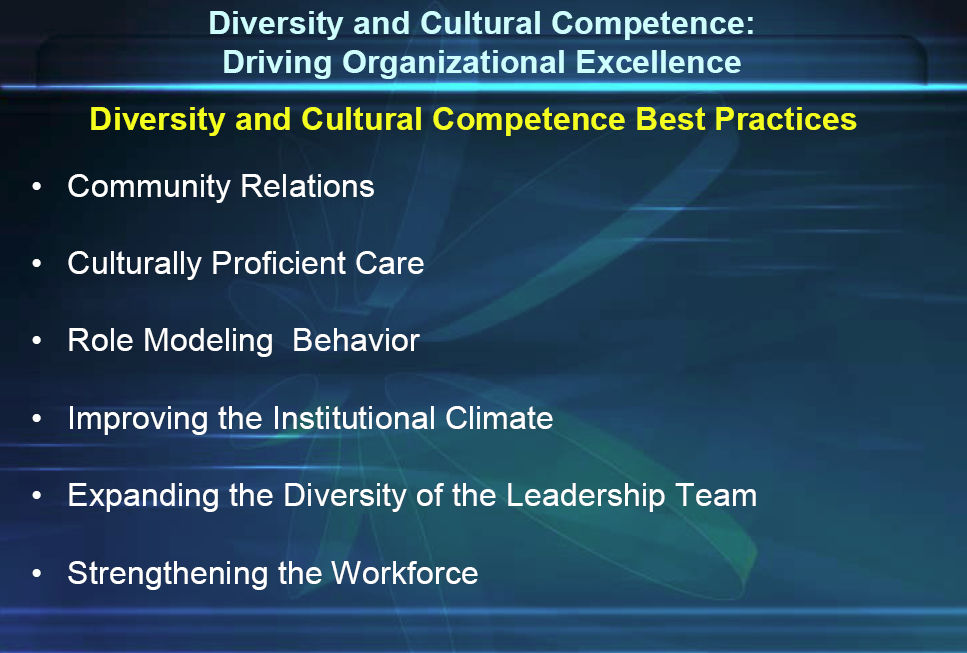 Diversity and Cultural Competence:
Driving Organizational Excellence
Diversity and Cultural Competence Best Practices
• Community Relations
• Culturally Proficient Care
• Role Modeling  Behavior
• Improving the Institutional Climate
• Expanding the Diversity of the Leadership Team
• Strengthening the Workforce